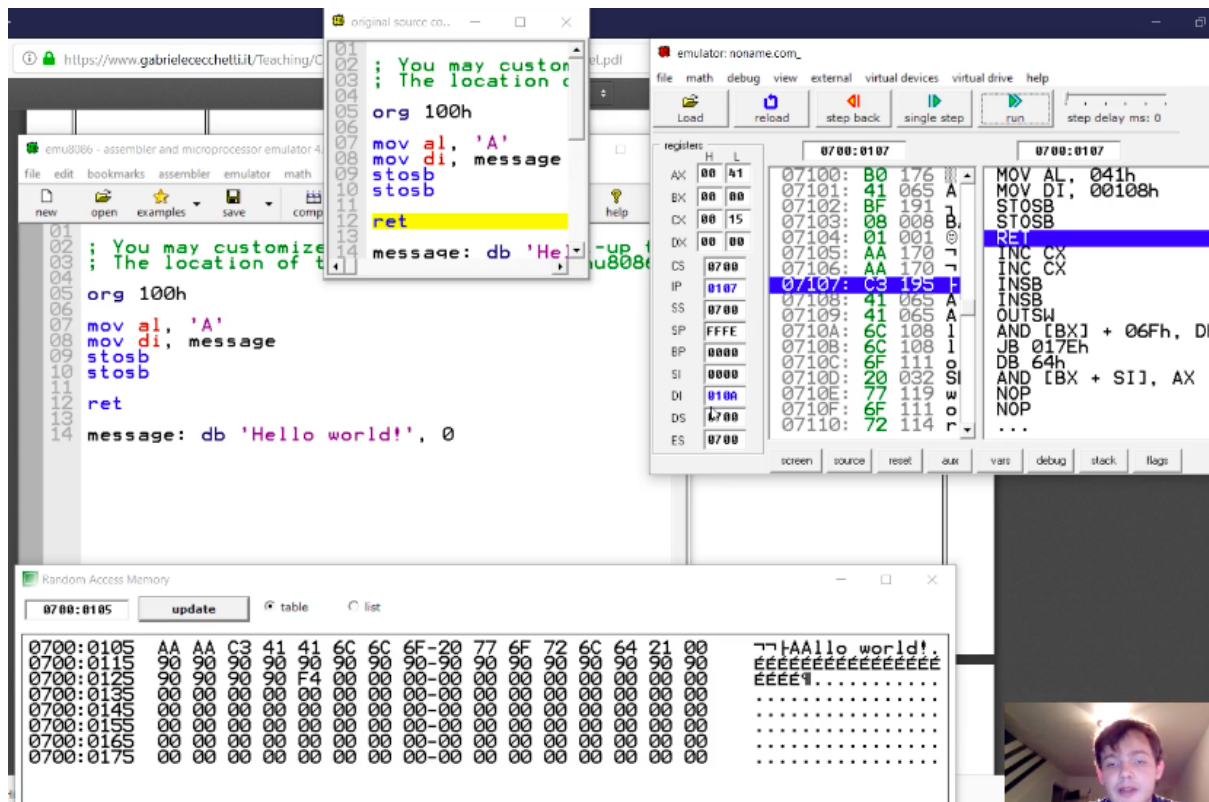 original source co..
01
02 ; You may custom
03 ; The location o
04
05 org 100h
06
07 mov al, 'A'
08 mov di, message
09 stosb
10 stosb
11
12 ret
13
14 message: db 'Hel
https://www.gabrielececchetti.it/Teaching/C
et.pdf
emu8086 - assembler and microprocessor emulator 4.
file edit bookmarks assembler emulator math
new open examples save comp help
01
02 ; You may customize -up t
03 ; The location of t mu8086
04
05 org 100h
06
07 mov al, 'A'
08 mov di, message
09 stosb
10 stosb
11
12 ret
13
14 message: db 'Hello world!', 0
emulator: noname.com_
file math debug view external virtual devices virtual drive help
Load reload step back single step run step delay ms: 0
registers
H L
AX 00 41
BX 00 00
CX 00 15
DX 00 00
CS 0700
IP 0107
SS 0700
SP FFFE
BP 0000
SI 0000
DI 010A
DS 0700
ES 0700
0700:0107
07100: B0 176 ▒
07101: 41 065 A
07102: BF 191 ┐
07103: 08 008 BA
07104: 01 001 ☺
07105: AA 170 ¬
07106: AA 170 ¬
07107: C3 195 ├
07108: 41 065 A
07109: 41 065 A
0710A: 6C 108 l
0710B: 6C 108 l
0710C: 6F 111 o
0710D: 20 032 SP
0710E: 77 119 w
0710F: 6F 111 o
07110: 72 114 r
0700:0107
MOV AL, 041h
MOV DI, 00108h
STOSB
STOSB
RET
INC CX
INC CX
INSB
INSB
OUTSW
AND [BX] + 06Fh, DH
JB 017Eh
DB 64h
AND [BX + SI], AX
NOP
NOP
...
screen source reset aux vars debug stack flags
Random Access Memory
0700:0105 update table list
0700:0105 AA AA C3 41 41 6C 6C 6F-20 77 6F 72 6C 64 21 00 ¬¬├AAllo world!.
0700:0115 90 90 90 90 90 90 90 90-90 90 90 90 90 90 90 90 ÉÉÉÉÉÉÉÉÉÉÉÉÉÉÉÉ
0700:0125 90 90 90 90 F4 00 00 00-00 00 00 00 00 00 00 00 ÉÉÉÉ¶...........
0700:0135 00 00 00 00 00 00 00 00-00 00 00 00 00 00 00 00 ................
0700:0145 00 00 00 00 00 00 00 00-00 00 00 00 00 00 00 00 ................
0700:0155 00 00 00 00 00 00 00 00-00 00 00 00 00 00 00 00 ................
0700:0165 00 00 00 00 00 00 00 00-00 00 00 00 00 00 00 00 ................
0700:0175 00 00 00 00 00 00 00 00-00 00 00 00 00 00 00 00 ................